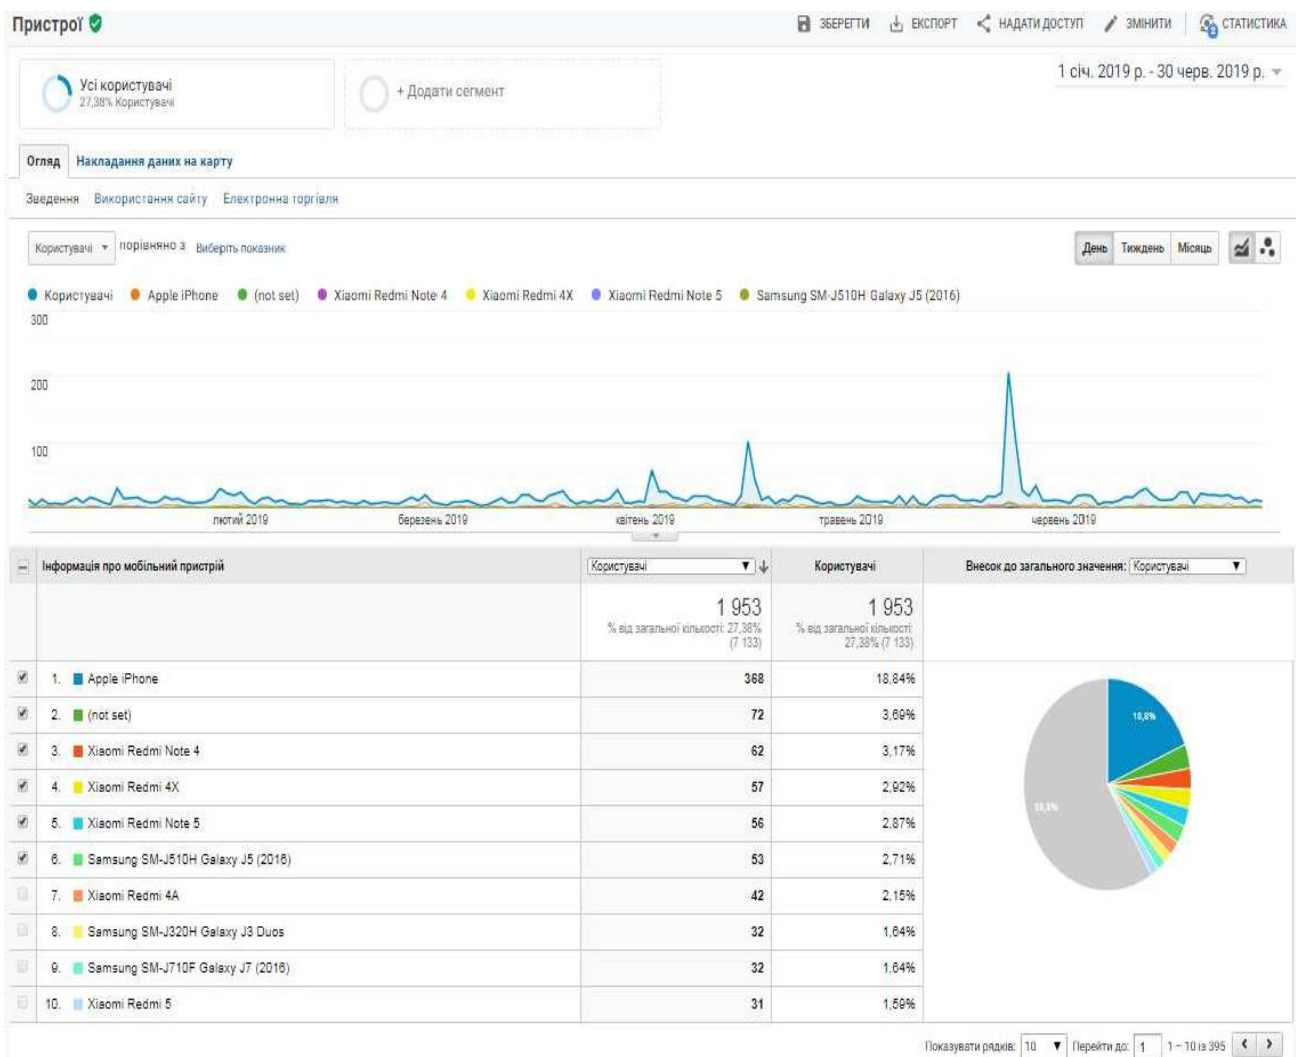 Пристрої
ЗБЕРЕГТИ ЕКСПОРТ НАДАТИ ДОСТУП ЗМІНИТИ 2 СТАТИСТИКА
Усі користувачі
27,38% Користувачі
+ Додати сегмент
1 січ. 2019 р. - 30 черв. 2019 р.
Огляд Накладання даних на карту
Зведення Використання сайту Електронна торгівля
Користувачі порівняно з Виберіть показник
День Тиждень Місяць
Користувачі Apple iPhone (not set) Xiaomi Redmi Note 4 Xiaomi Redmi 4X Xiaomi Redmi Note 5 Samsung SM-J510H Galaxy J5 (2016)
300
200
100
лютий 2019 березень 2019 квітень 2019 травень 2019 червень 2019
Інформація про мобільний пристрій Користувачі Користувачі Внесок до загального значення: Користувачі
1 953 1 953
% від загальної кількості: 27,38% % від загальної кількості:
(7 133) 27,38% (7 133)
1. Apple iPhone 368 18,84%
2. (not set) 72 3,69%
3. Xiaomi Redmi Note 4 62 3,17%
4. Xiaomi Redmi 4X 57 2,92%
5. Xiaomi Redmi Note 5 56 2,87%
6. Samsung SM-J510H Galaxy J5 (2016) 53 2,71%
7. Xiaomi Redmi 4A 42 2,15%
8. Samsung SM-J320H Galaxy J3 Duos 32 1,64%
9. Samsung SM-J710F Galaxy J7 (2016) 32 1,64%
10. Xiaomi Redmi 5 31 1,59%
18,8%
Показувати рядків: 10 Перейти до: 1 1 – 10 із 395